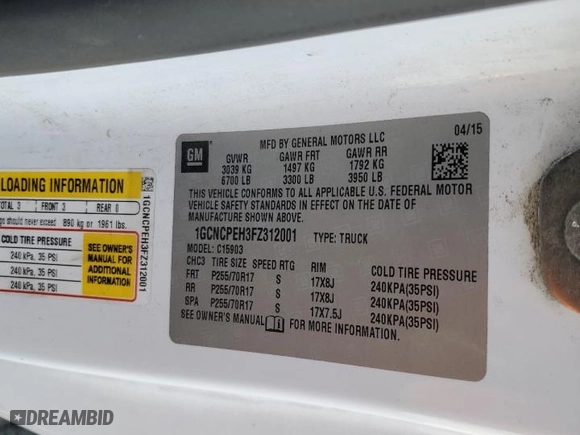 04/15
MFD BY GENERAL MOTORS LLC
GM
GVWR GAWR FRT GAWR RR
3039 KG 1497 KG 1792 KG
6700 LB 3300 LB 3950 LB
THIS VEHICLE CONFORMS TO ALL APPLICABLE U.S. FEDERAL MOTOR
VEHICLE SAFETY STANDARDS IN EFFECT ON THE DATE OF
MANUFACTURE SHOWN ABOVE.
1GCNCPEH3FZ312001 TYPE: TRUCK
MODEL: C15903
CHC3 TIRE SIZE SPEED RTG RIM COLD TIRE PRESSURE
FRT P255/70R17 S 17X8J 240KPA(35PSI)
RR P255/70R17 S 17X8J 240KPA(35PSI)
SPA P255/70R17 S 17X7.5J 240KPA(35PSI)
SEE OWNER'S MANUAL FOR MORE INFORMATION.
LOADING INFORMATION
TOTAL 3 FRONT 3 REAR 0
should never exceed 890 kg or 1961 lbs.
COLD TIRE PRESSURE
240 kPa, 35 PSI
240 kPa, 35 PSI
240 kPa, 35 PSI
SEE OWNER'S
MANUAL FOR
ADDITIONAL
INFORMATION
1GCNCPEH3FZ312001
DREAMBID